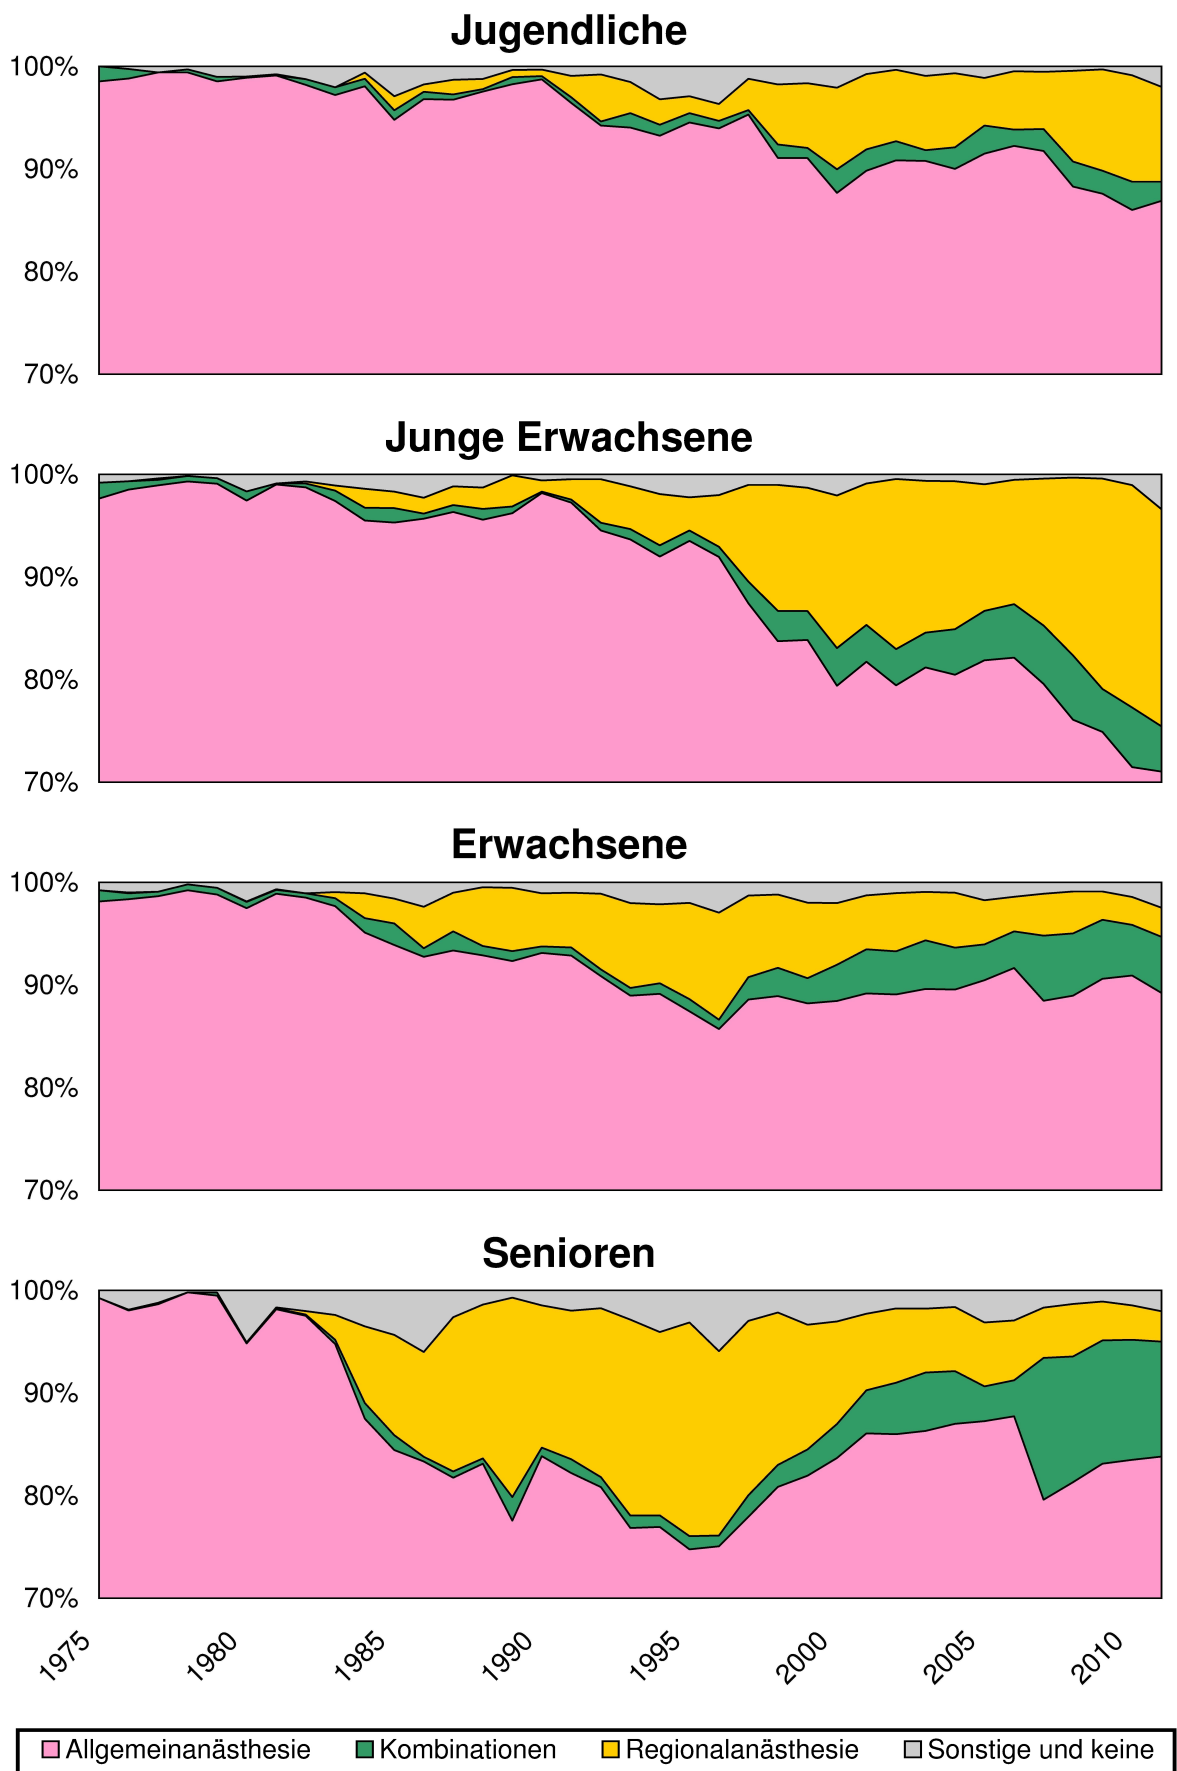 Jugendliche
100%
90%
80%
70%
Junge Erwachsene
100%
90%
80%
70%
Erwachsene
100%
90%
80%
70%
Senioren
100%
90%
80%
70%
1975 1980 1985 1990 1995 2000 2005 2010
Allgemeinanästhesie Kombinationen Regionalanästhesie Sonstige und keine